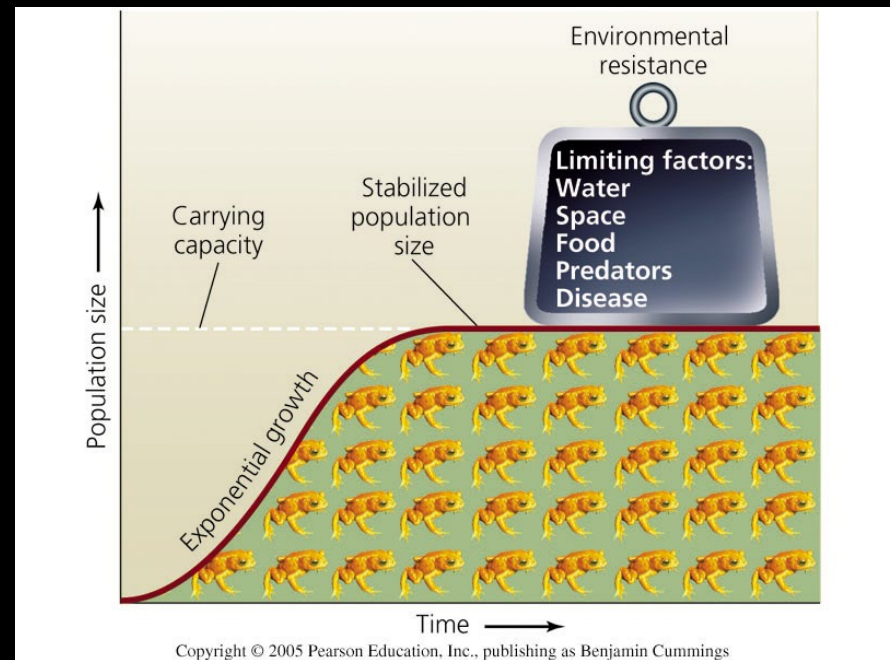 Environmental
resistance
Limiting factors:
Water
Space
Food
Predators
Disease
Stabilized
population
size
Carrying
capacity
Population size
Exponential growth
Time
Copyright © 2005 Pearson Education, Inc., publishing as Benjamin Cummings